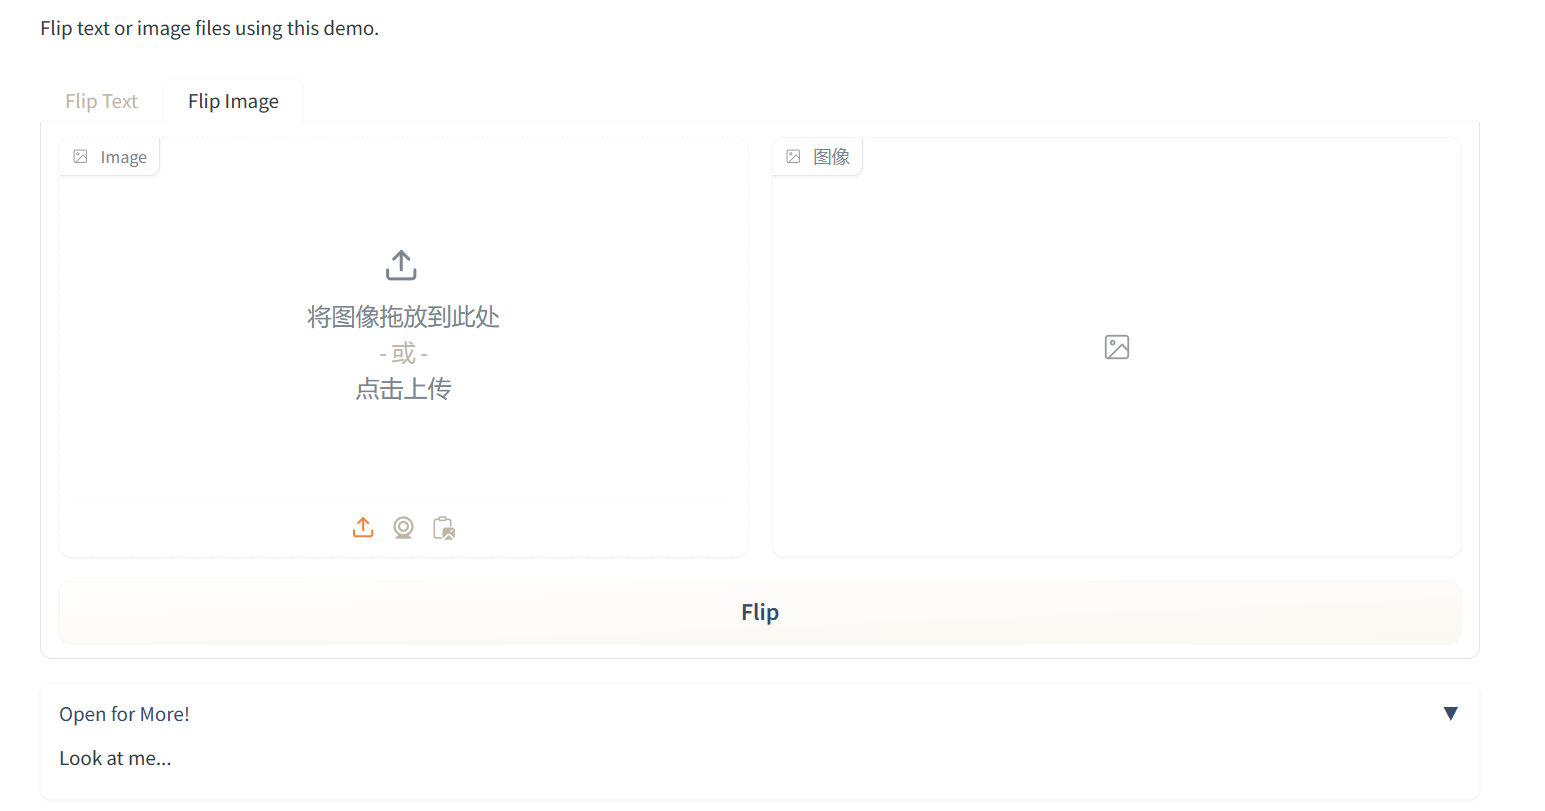 Flip text or image files using this demo.
Flip Text
Flip Image
Image
将图像拖放到此处
- 或 -
点击上传
图像
Flip
Open for More!
Look at me...